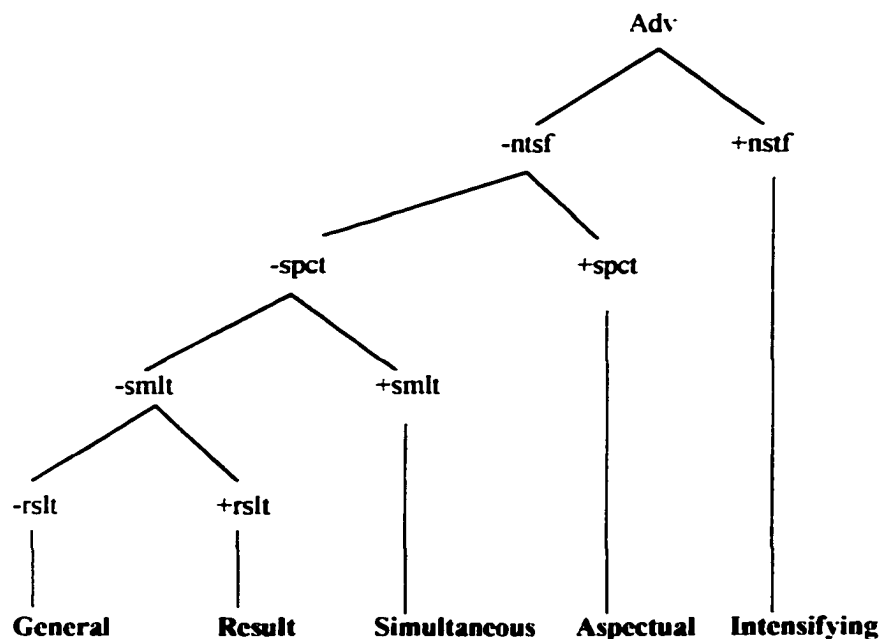 Adv
-ntsf +nstf
-spct +spct
-smlt +smlt
-rslt +rslt
General Result Simultaneous Aspectual Intensifying